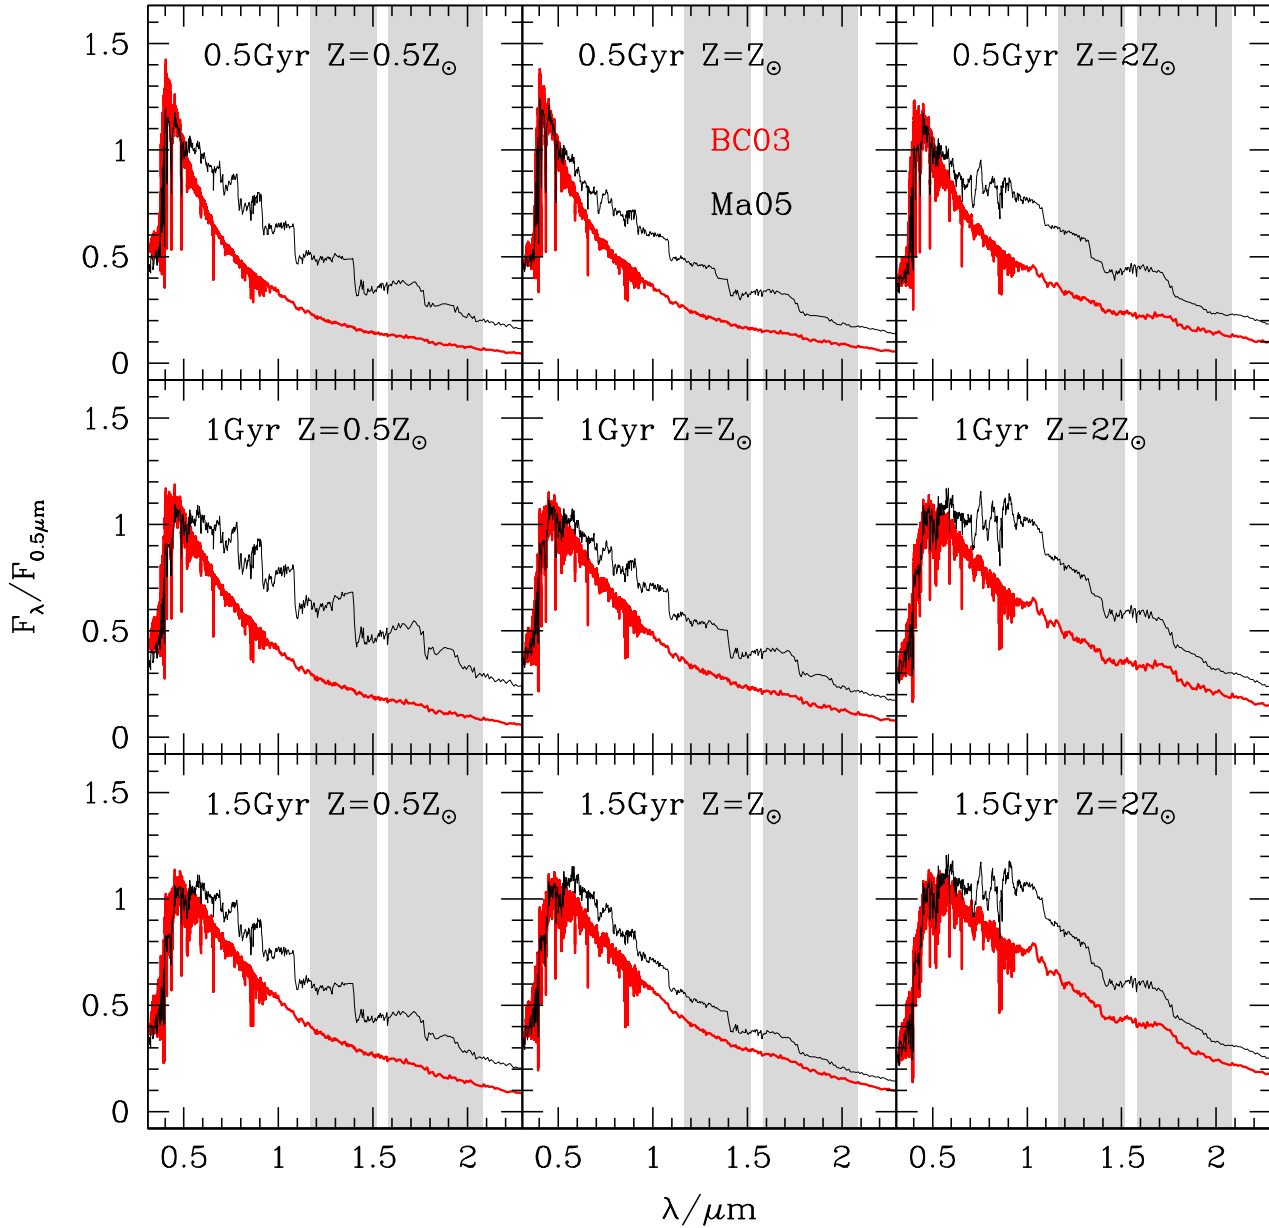 1.5
0.5Gyr Z=0.5Z⊙
0.5Gyr Z=Z⊙
0.5Gyr Z=2Z⊙
BC03
Ma05
1
0.5
0
1.5
1Gyr Z=0.5Z⊙
1Gyr Z=Z⊙
1Gyr Z=2Z⊙
1
0.5
0
F_λ/F_0.5μm
1.5
1.5Gyr Z=0.5Z⊙
1.5Gyr Z=Z⊙
1.5Gyr Z=2Z⊙
1
0.5
0
0.5 1 1.5 2 0.5 1 1.5 2 0.5 1 1.5 2
λ/μm